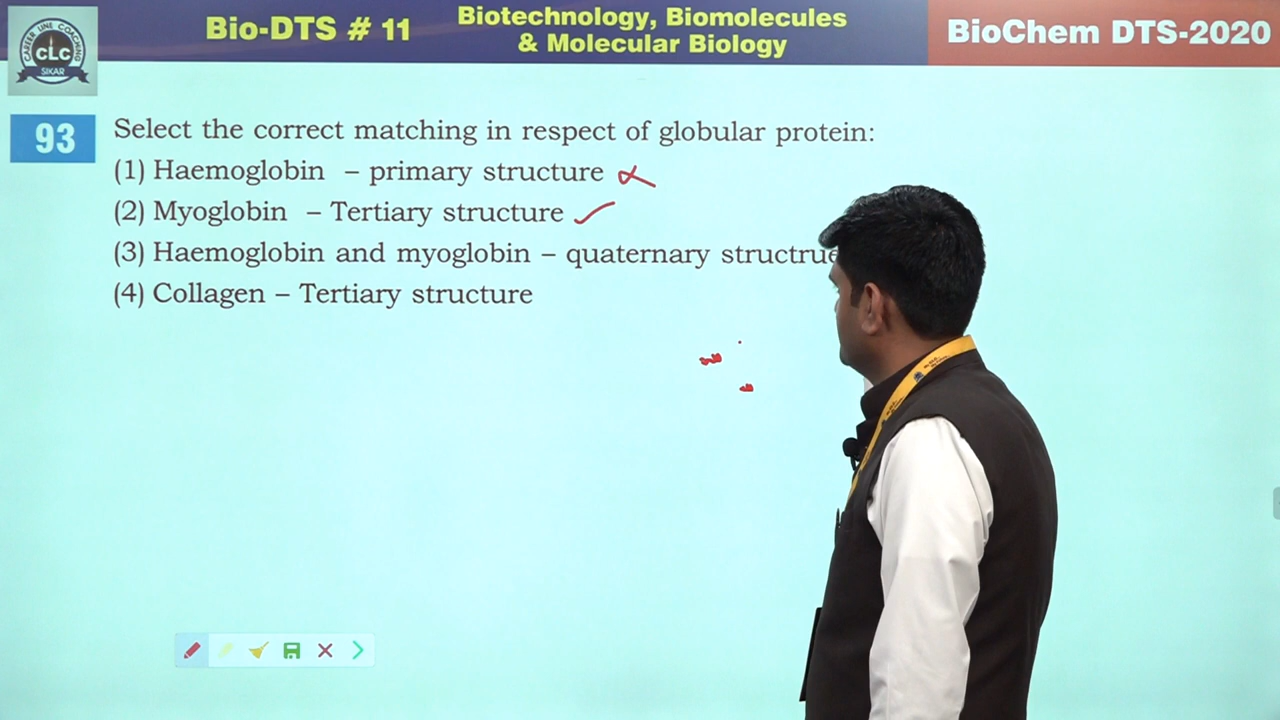 Bio-DTS # 11
Biotechnology, Biomolecules
& Molecular Biology
BioChem DTS-2020
CAREER LINE COACHING
CLC
SIKAR
93
Select the correct matching in respect of globular protein:
(1) Haemoglobin – primary structure
(2) Myoglobin – Tertiary structure
(3) Haemoglobin and myoglobin – quaternary structrue
(4) Collagen – Tertiary structure